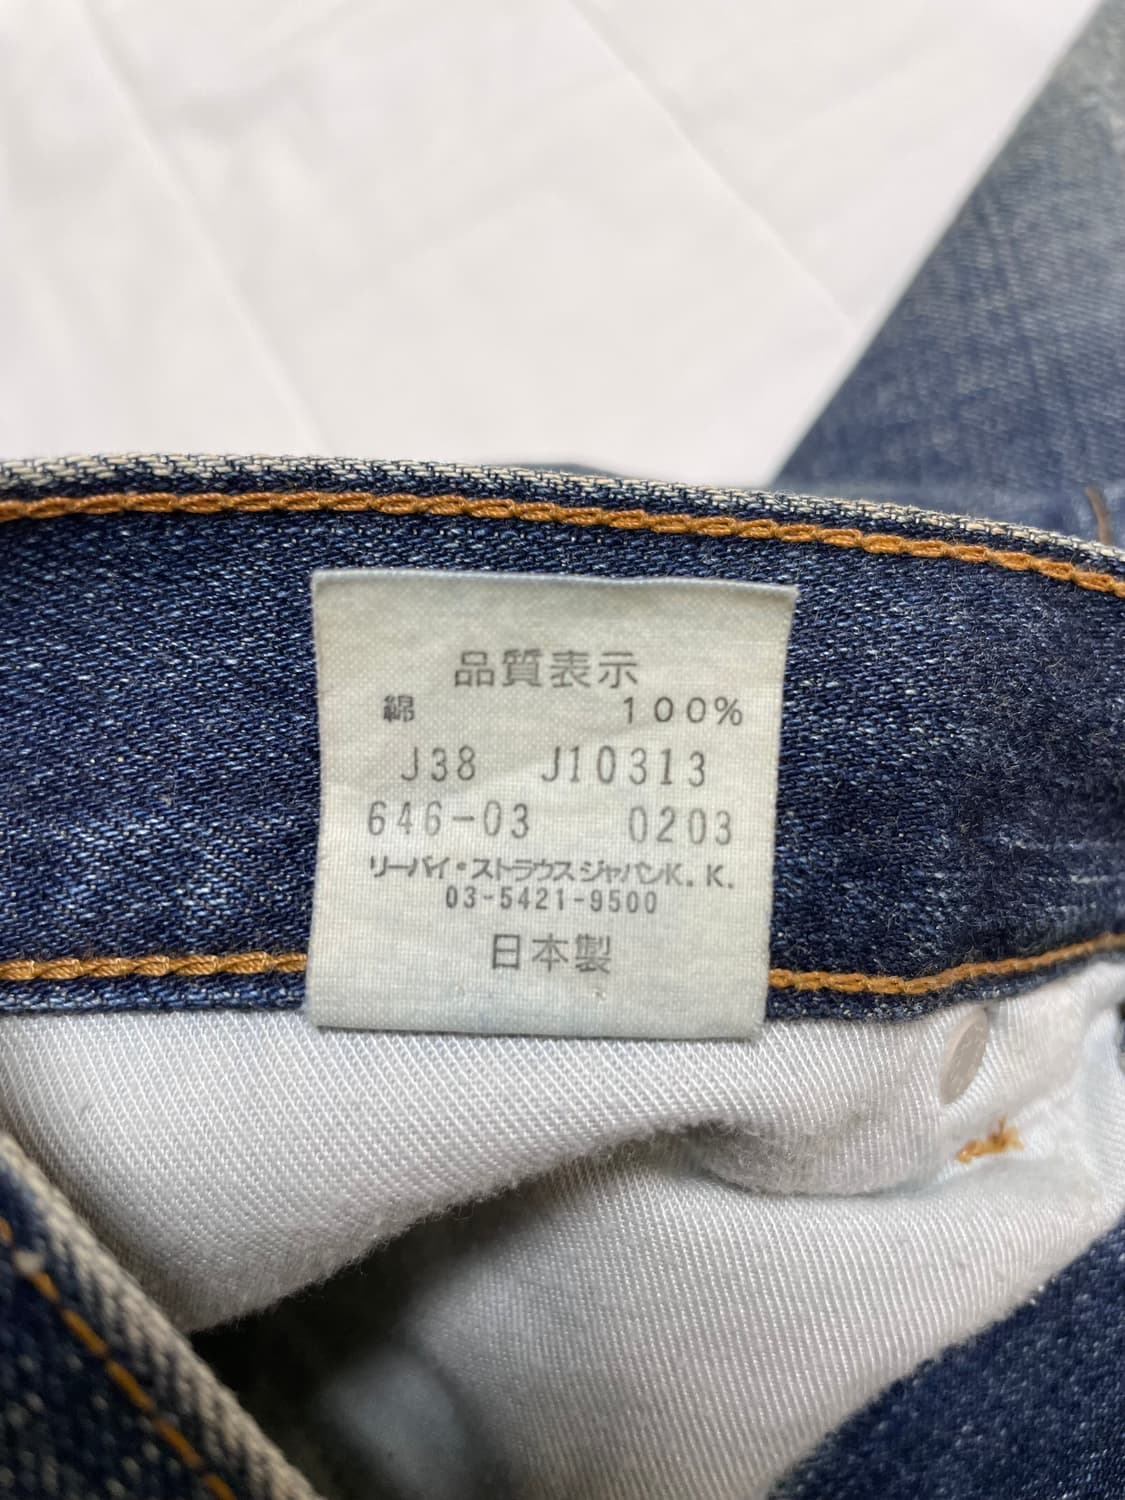 品質表示
綿 100%
J38 J10313
646-03 0203
リーバイ・ストラウスジャパンK.K.
03-5421-9500
日本製